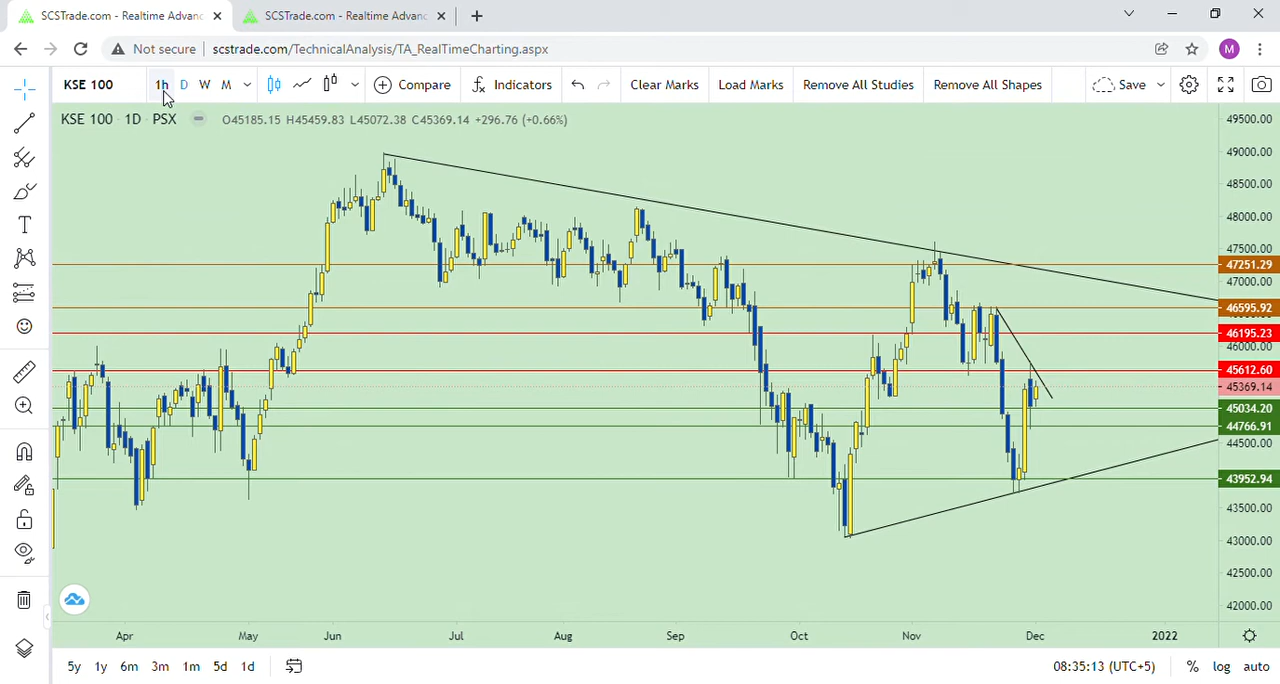 SCSTrade.com - Realtime Advanc
SCSTrade.com - Realtime Advanc
Not secure
scstrade.com/TechnicalAnalysis/TA_RealTimeCharting.aspx
M
KSE 100
1h
D
W
M
Compare
Indicators
Clear Marks
Load Marks
Remove All Studies
Remove All Shapes
Save
KSE 100 · 1D · PSX
O45185.15 H45459.83 L45072.38 C45369.14 +296.76 (+0.66%)
49500.00
49000.00
48500.00
48000.00
47500.00
47251.29
47000.00
46595.92
46195.23
46000.00
45612.60
45369.14
45034.20
44766.91
44500.00
43952.94
43500.00
43000.00
42500.00
42000.00
Apr
May
Jun
Jul
Aug
Sep
Oct
Nov
Dec
2022
5y
1y
6m
3m
1m
5d
1d
08:35:13 (UTC+5)
%
log
auto